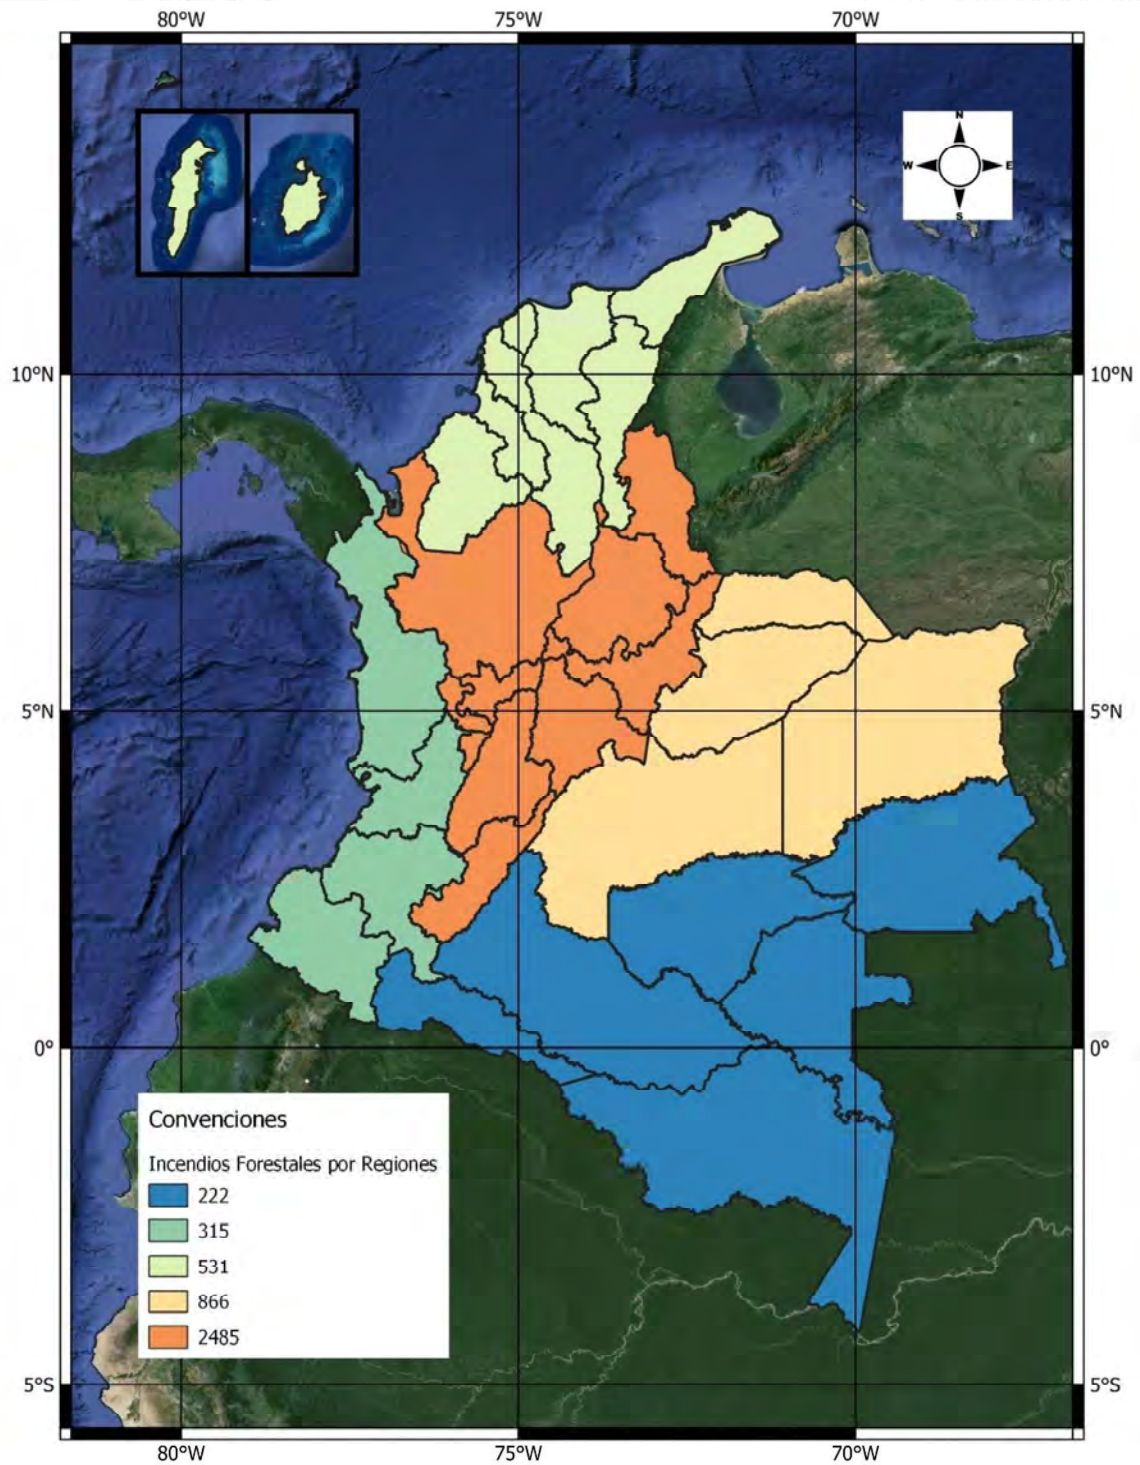 80°W 75°W 70°W
N
W E
S
10°N 10°N
5°N 5°N
0° 0°
Convenciones
Incendios Forestales por Regiones
222
315
531
866
2485
5°S 5°S
80°W 75°W 70°W